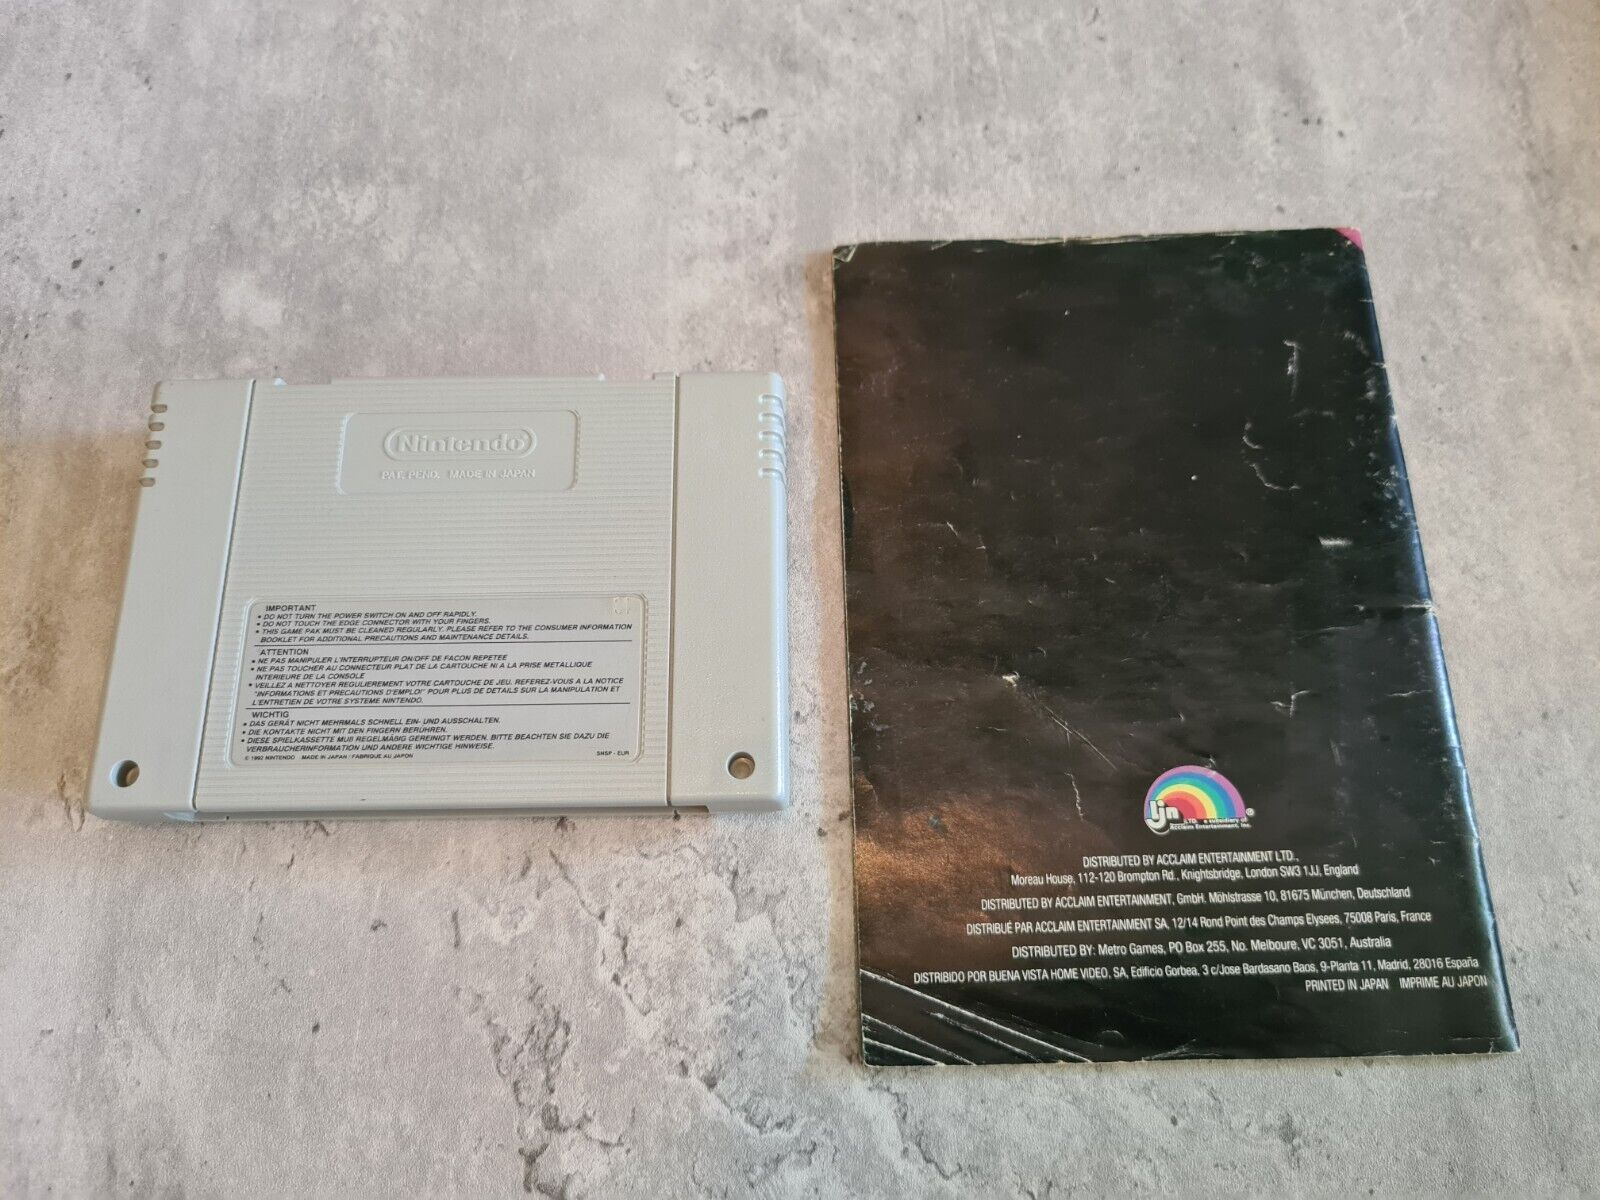 Nintendo
PAT. PEND. MADE IN JAPAN
IMPORTANT
• DO NOT TURN THE POWER SWITCH ON AND OFF RAPIDLY.
• DO NOT TOUCH THE EDGE CONNECTOR WITH YOUR FINGERS.
• THIS GAME PAK MUST BE CLEANED REGULARLY. PLEASE REFER TO THE CONSUMER INFORMATION
BOOKLET FOR ADDITIONAL PRECAUTIONS AND MAINTENANCE DETAILS.
ATTENTION
• NE PAS MANIPULER L'INTERRUPTEUR ON/OFF DE FACON REPETEE
• NE PAS TOUCHER AU CONNECTEUR PLAT DE LA CARTOUCHE NI A LA PRISE METALLIQUE
INTERIEURE DE LA CONSOLE
• VEILLEZ A NETTOYER REGULIEREMENT VOTRE CARTOUCHE DE JEU. REFEREZ-VOUS A LA NOTICE
"INFORMATIONS ET PRECAUTIONS D'EMPLOI" POUR PLUS DE DETAILS SUR LA MANIPULATION ET
L'ENTRETIEN DE VOTRE SYSTEME NINTENDO.
WICHTIG
• DAS GERÄT NICHT MEHRMALS SCHNELL EIN- UND AUSSCHALTEN.
• DIE KONTAKTE NICHT MIT DEN FINGERN BERÜHREN.
• DIESE SPIELKASSETTE MUß REGELMÄßIG GEREINIGT WERDEN. BITTE BEACHTEN SIE DAZU DIE
VERBRAUCHERINFORMATION UND ANDERE WICHTIGE HINWEISE.
© 1992 NINTENDO MADE IN JAPAN / FABRIQUE AU JAPON
SNSP - EUR
ljn ®
LTD. a subsidiary of
Acclaim Entertainment, Inc.
DISTRIBUTED BY ACCLAIM ENTERTAINMENT LTD.,
Moreau House, 112-120 Brompton Rd., Knightsbridge, London SW3 1JJ, England
DISTRIBUTED BY ACCLAIM ENTERTAINMENT, GmbH. Möhlstrasse 10, 81675 München, Deutschland
DISTRIBUÉ PAR ACCLAIM ENTERTAINMENT SA, 12/14 Rond Point des Champs Elysees, 75008 Paris, France
DISTRIBUTED BY: Metro Games, PO Box 255, No. Melboure, VC 3051, Australia
DISTRIBIDO POR BUENA VISTA HOME VIDEO, SA, Edificio Gorbea, 3 c/Jose Bardasano Baos, 9-Planta 11, Madrid, 28016 España
PRINTED IN JAPAN IMPRIME AU JAPON